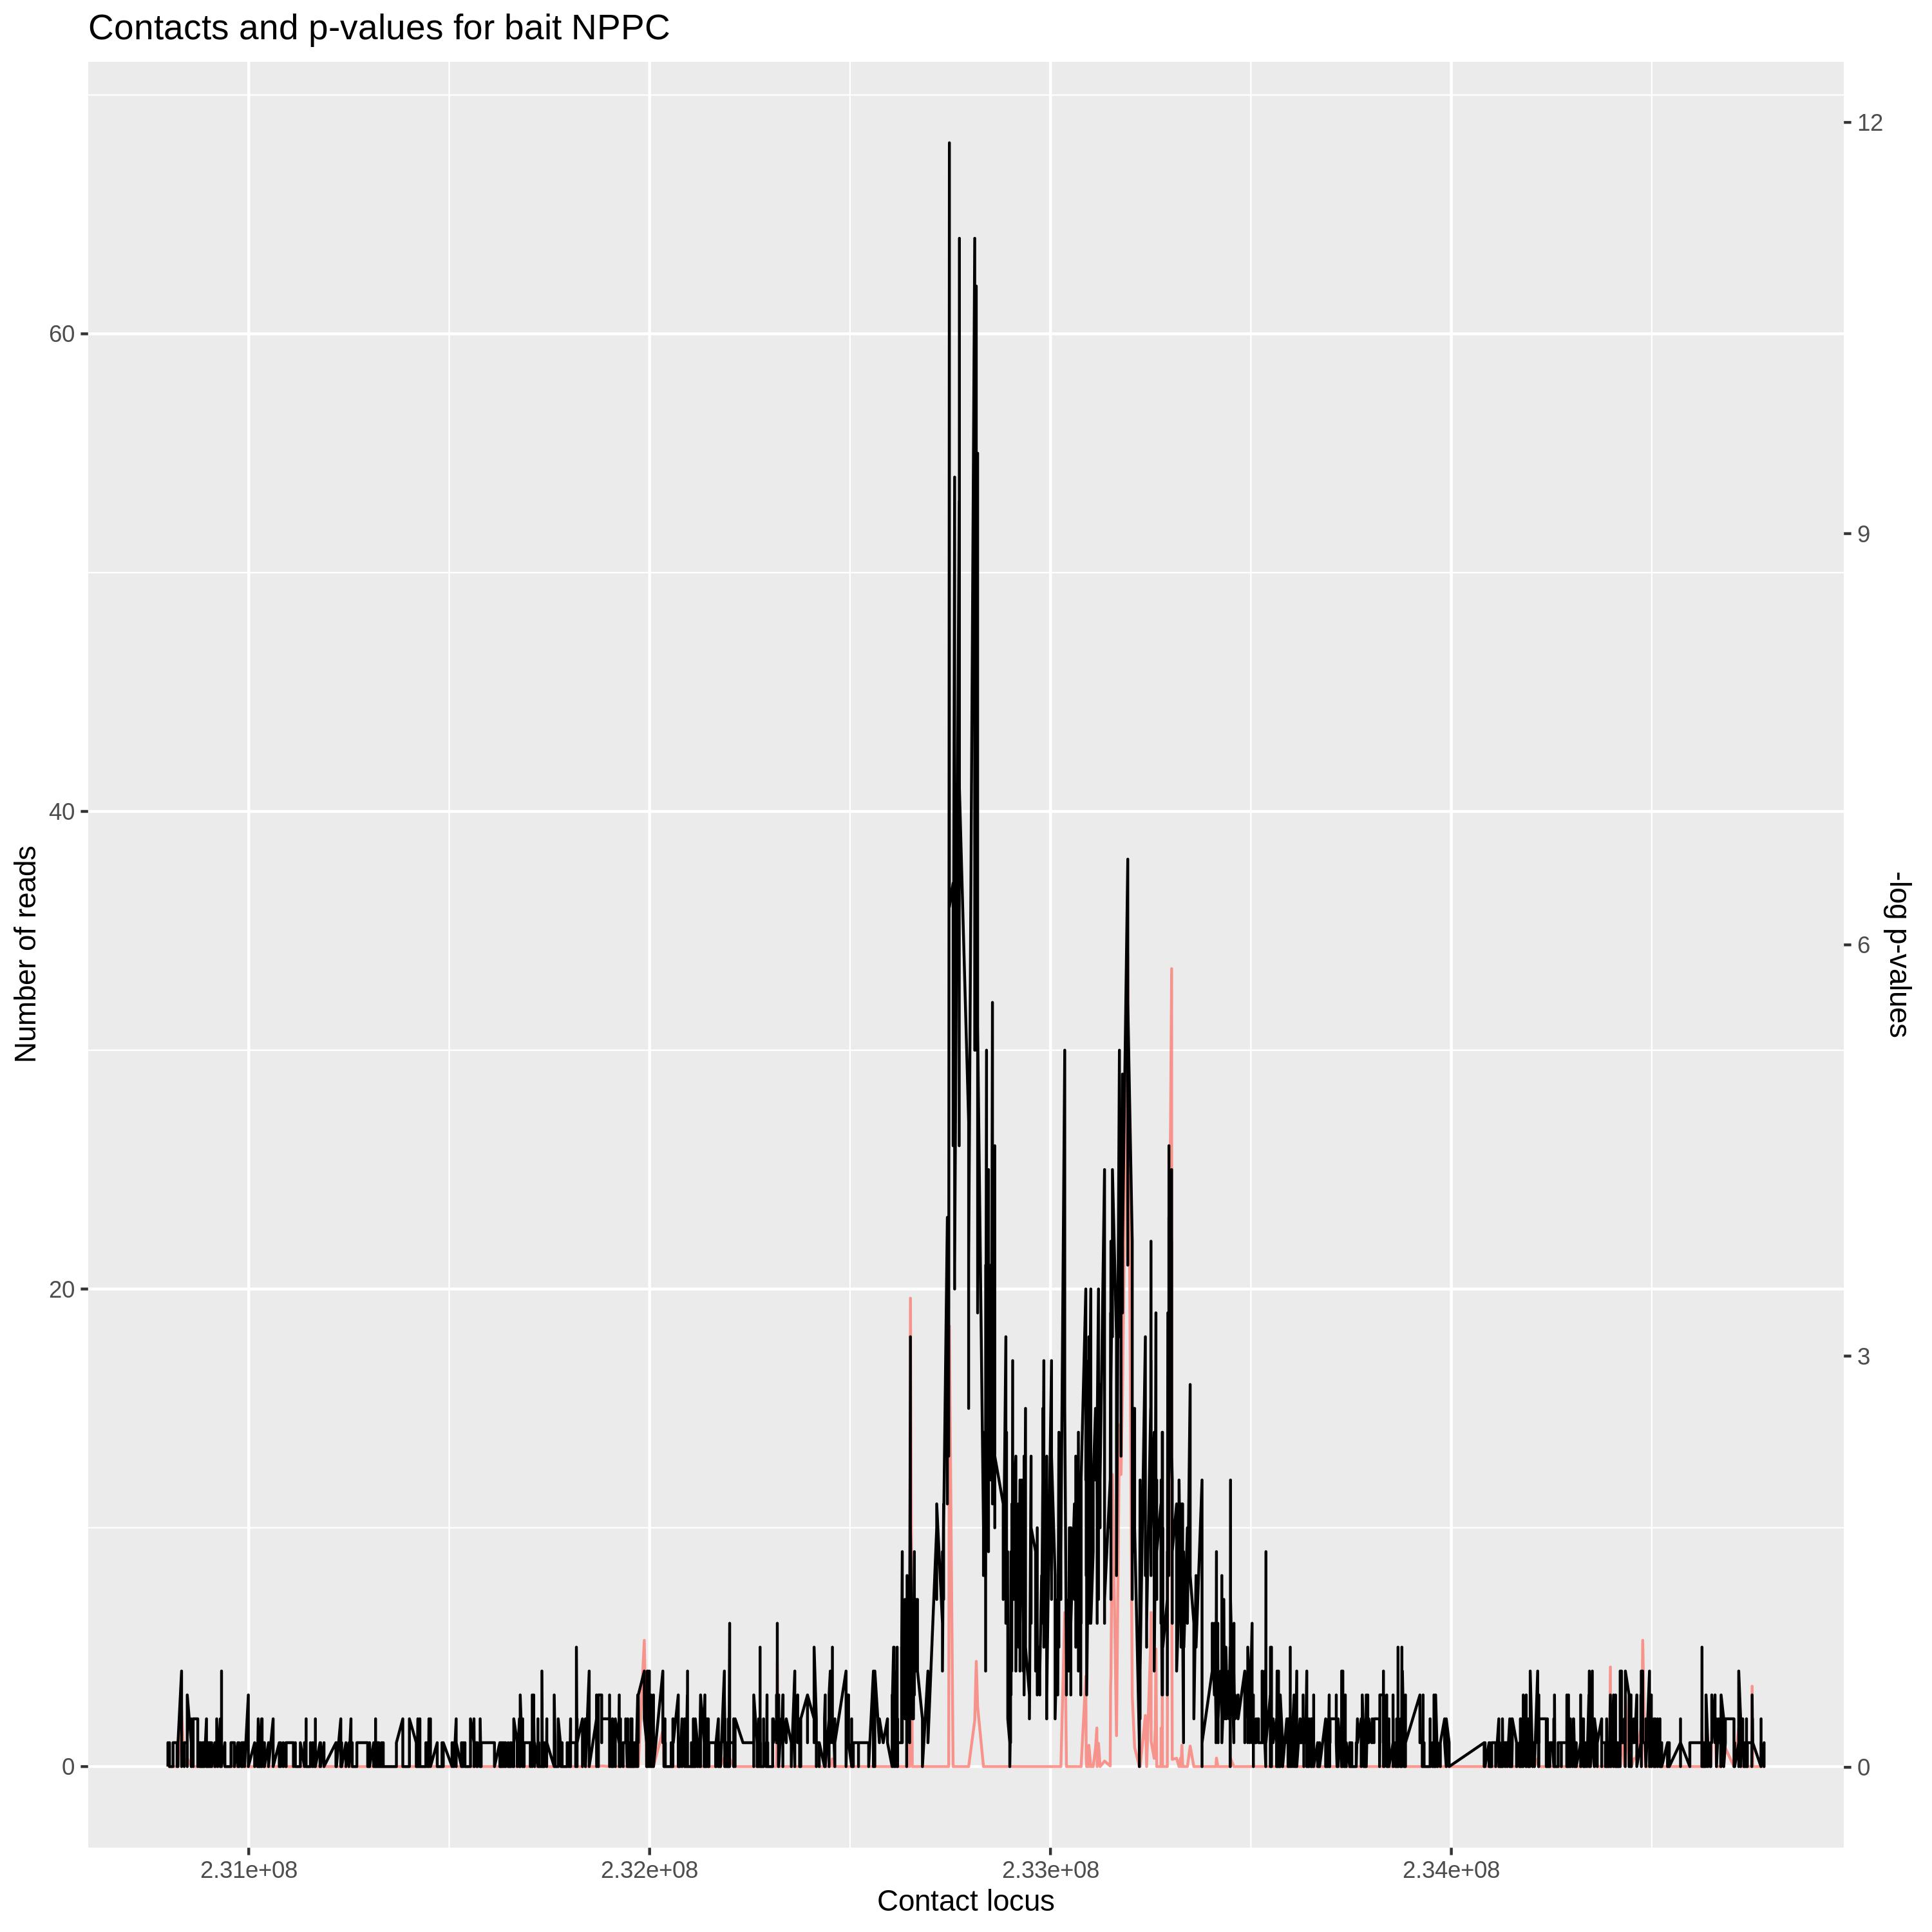 Contacts and p-values for bait NPPC
12
9
6
3
0
60
40
20
0
Number of reads
-log p-values
2.31e+08
2.32e+08
2.33e+08
2.34e+08
Contact locus